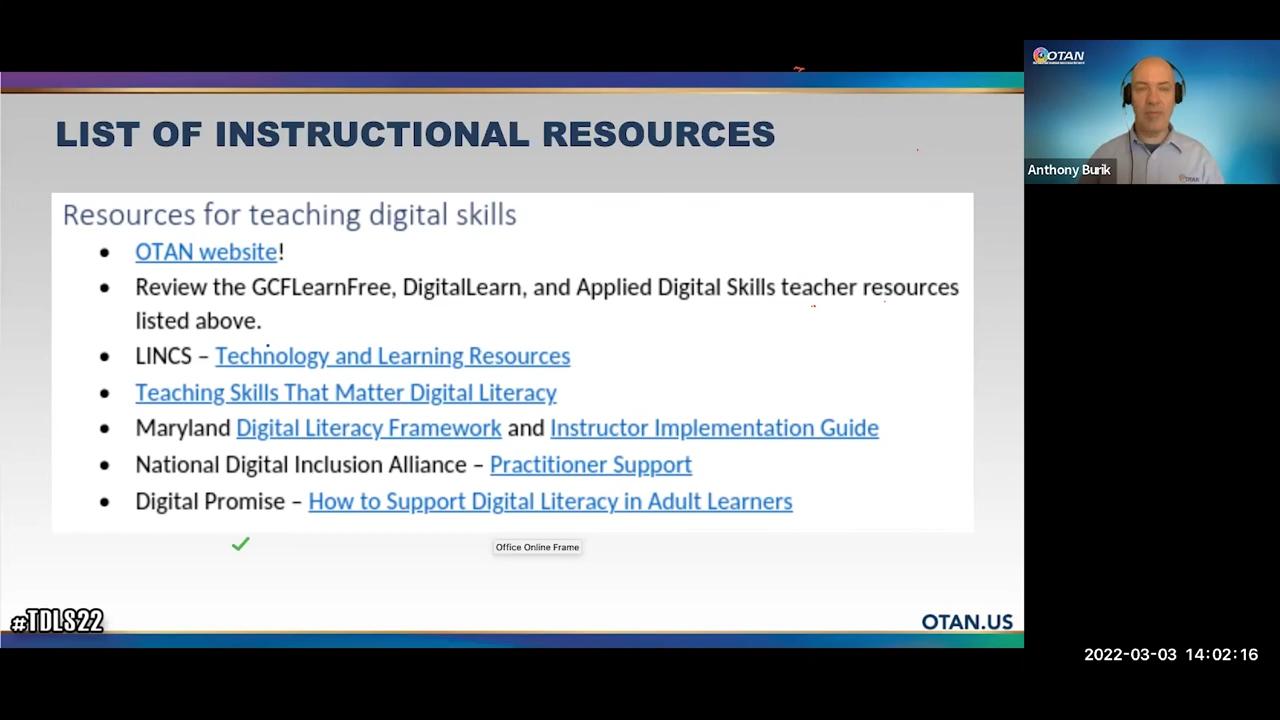 LIST OF INSTRUCTIONAL RESOURCES
OTAN
Anthony Burik
Resources for teaching digital skills
OTAN website!
Review the GCFLearnFree, DigitalLearn, and Applied Digital Skills teacher resources
listed above.
LINCS – Technology and Learning Resources
Teaching Skills That Matter Digital Literacy
Maryland Digital Literacy Framework and Instructor Implementation Guide
National Digital Inclusion Alliance – Practitioner Support
Digital Promise – How to Support Digital Literacy in Adult Learners
Office Online Frame
#TDLS22
OTAN.US
2022-03-03 14:02:16